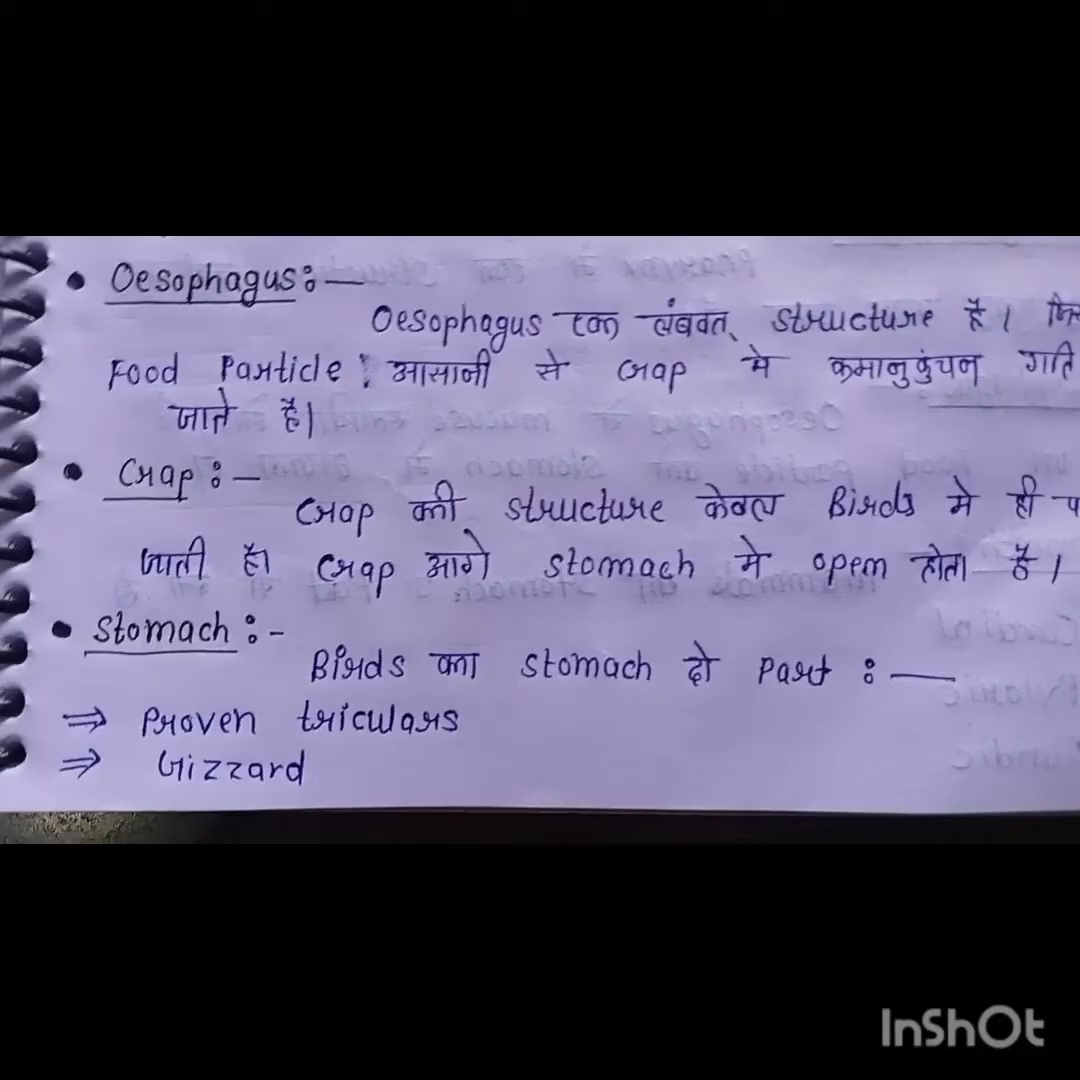 • Oesophagus:—
Oesophagus एक लंबवत् structure है।
Food Particle आसानी से crap मे क्रमानुकुंचन गति
जाते है।
• Crap:-
Crap की structure केवल Birds मे ही
जाती है। Crap आगे stomach मे open होता है।
• Stomach:-
Birds का stomach दो Part:—
⇒ Proven triculars
⇒ Gizzard
InShOt